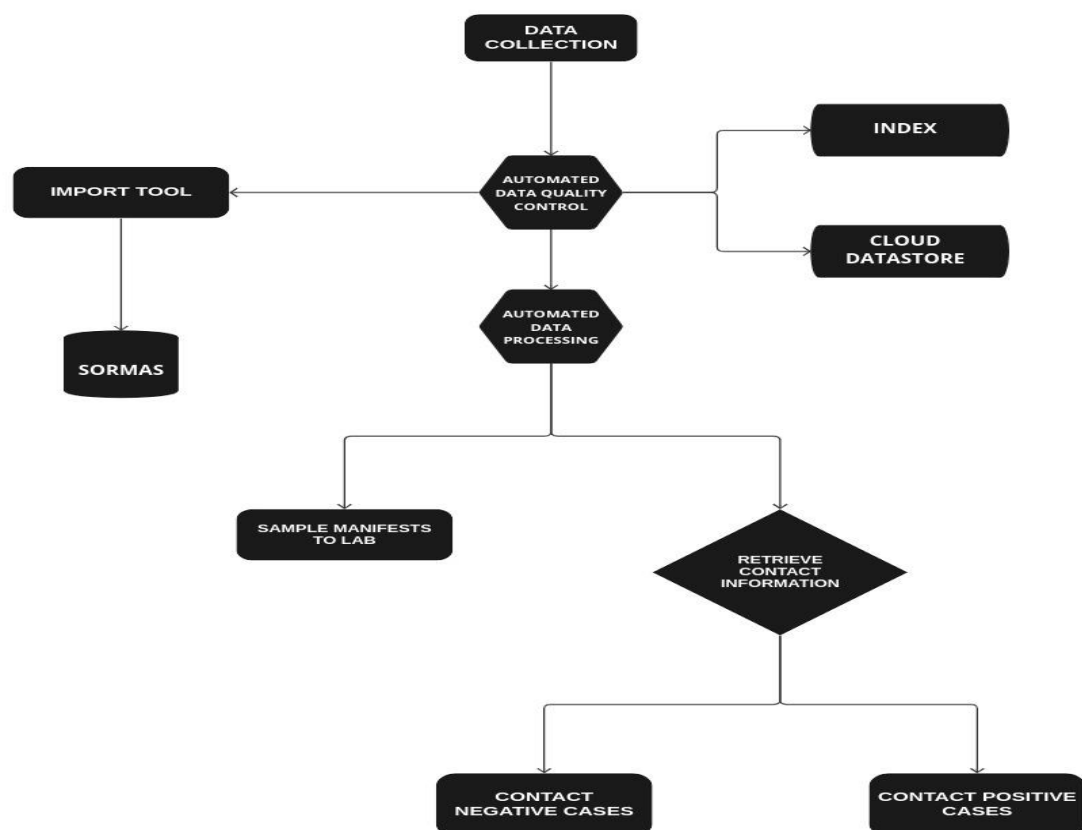 DATA
COLLECTION
INDEX
AUTOMATED
DATA QUALITY
CONTROL
IMPORT TOOL
CLOUD
DATASTORE
AUTOMATED
DATA
PROCESSING
SORMAS
SAMPLE MANIFESTS
TO LAB
RETRIEVE
CONTACT
INFORMATION
CONTACT
NEGATIVE CASES
CONTACT POSITIVE
CASES